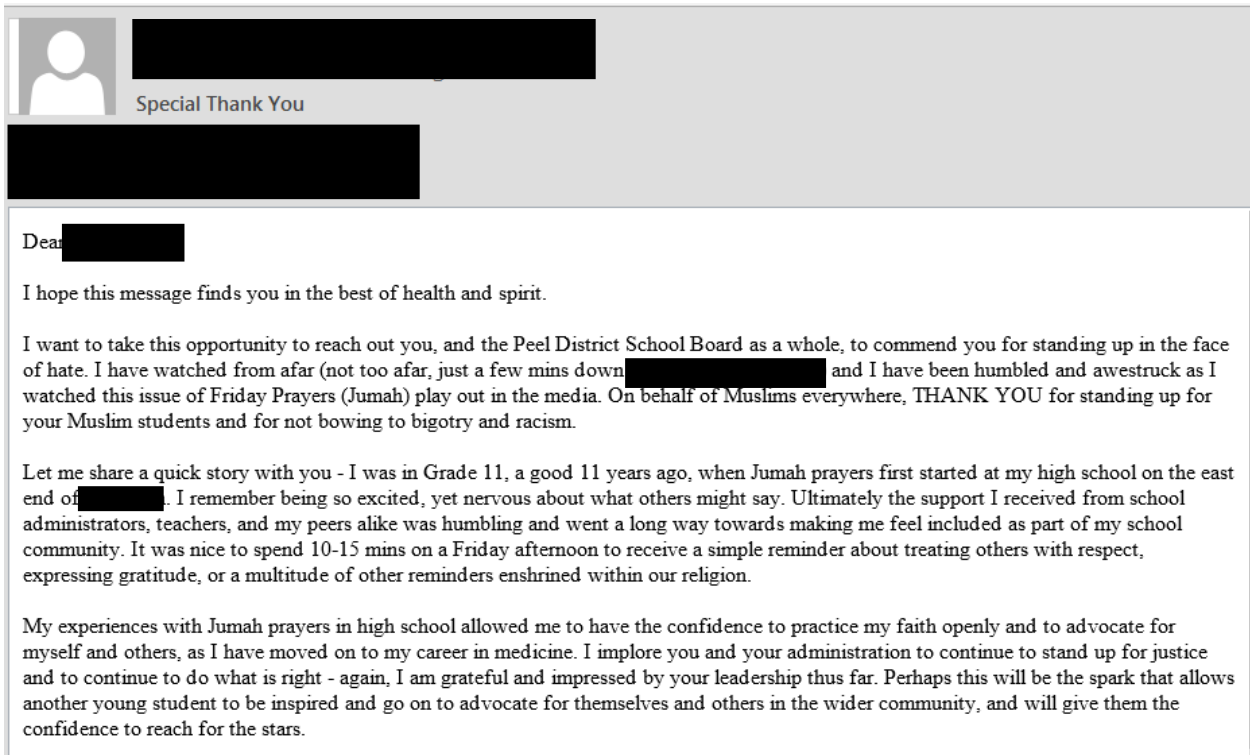 Special Thank You
Dear
I hope this message finds you in the best of health and spirit.
I want to take this opportunity to reach out you, and the Peel District School Board as a whole, to commend you for standing up in the face
of hate. I have watched from afar (not too afar, just a few mins down and I have been humbled and awestruck as I
watched this issue of Friday Prayers (Jumah) play out in the media. On behalf of Muslims everywhere, THANK YOU for standing up for
your Muslim students and for not bowing to bigotry and racism.
Let me share a quick story with you - I was in Grade 11, a good 11 years ago, when Jumah prayers first started at my high school on the east
end of . I remember being so excited, yet nervous about what others might say. Ultimately the support I received from school
administrators, teachers, and my peers alike was humbling and went a long way towards making me feel included as part of my school
community. It was nice to spend 10-15 mins on a Friday afternoon to receive a simple reminder about treating others with respect,
expressing gratitude, or a multitude of other reminders enshrined within our religion.
My experiences with Jumah prayers in high school allowed me to have the confidence to practice my faith openly and to advocate for
myself and others, as I have moved on to my career in medicine. I implore you and your administration to continue to stand up for justice
and to continue to do what is right - again, I am grateful and impressed by your leadership thus far. Perhaps this will be the spark that allows
another young student to be inspired and go on to advocate for themselves and others in the wider community, and will give them the
confidence to reach for the stars.